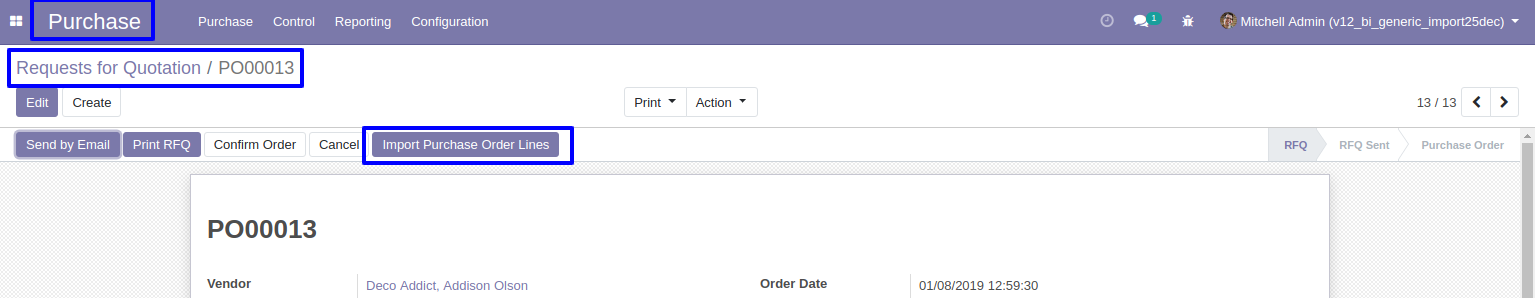 Purchase Purchase Control Reporting Configuration 1 Mitchell Admin (v12_bi_generic_import25dec)
Requests for Quotation / PO00013
Edit Create Print Action 13 / 13
Send by Email Print RFQ Confirm Order Cancel Import Purchase Order Lines RFQ RFQ Sent Purchase Order
PO00013
Vendor Deco Addict, Addison Olson Order Date 01/08/2019 12:59:30